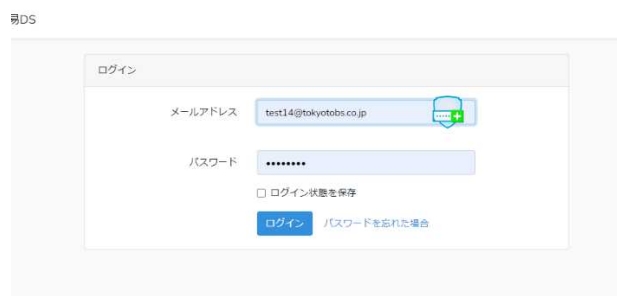 易DS
ログイン
メールアドレス test14@tokyotobs.co.jp
パスワード ••••••••
ログイン状態を保存
ログイン パスワードを忘れた場合